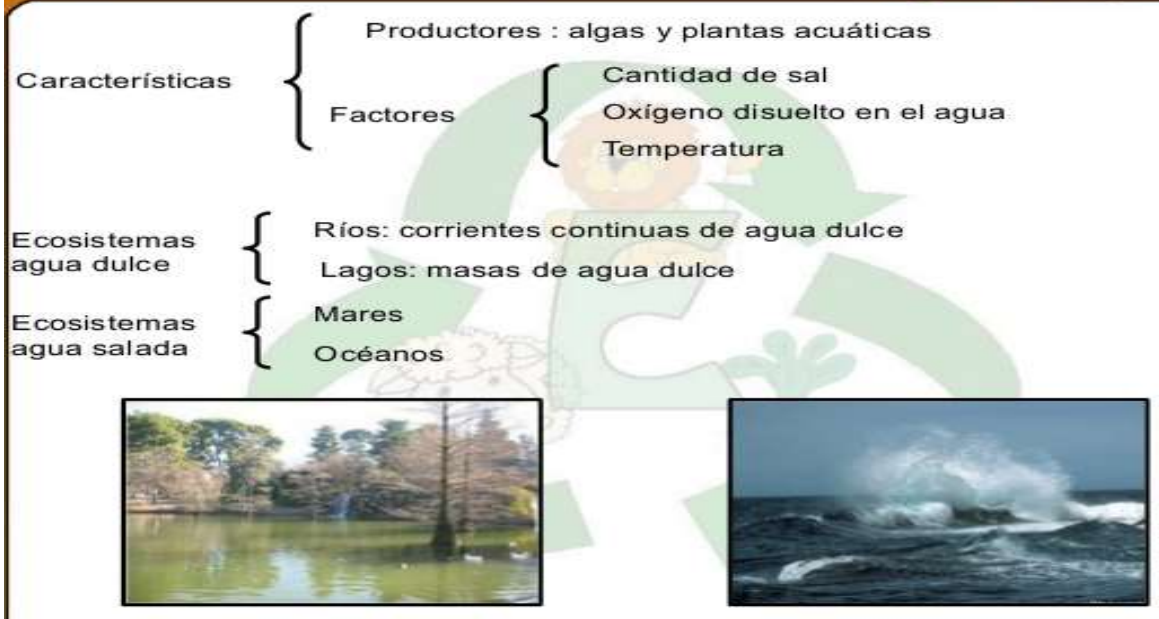 Productores : algas y plantas acuáticas
Características
Cantidad de sal
Factores
Oxígeno disuelto en el agua
Temperatura
Ecosistemas
agua dulce
Ríos: corrientes continuas de agua dulce
Lagos: masas de agua dulce
Ecosistemas
agua salada
Mares
Océanos